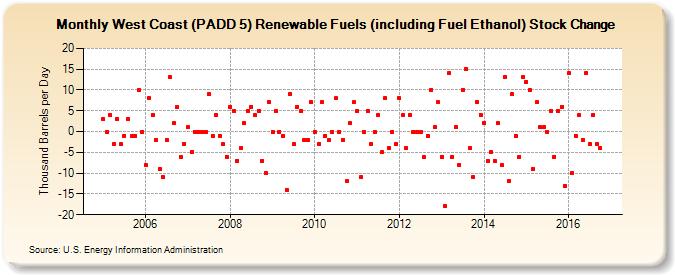 Monthly West Coast (PADD 5) Renewable Fuels (including Fuel Ethanol) Stock Change
Thousand Barrels per Day
20
15
10
5
0
-5
-10
-15
-20
2006 2008 2010 2012 2014 2016
Source: U.S. Energy Information Administration